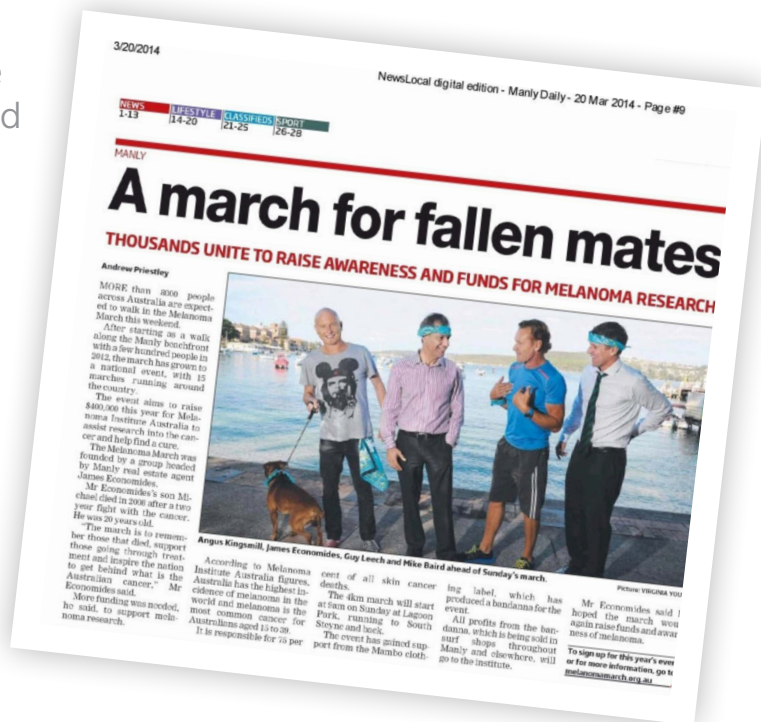 d
3/20/2014
NewsLocal digital edition - Manly Daily - 20 Mar 2014 - Page #9
NEWS
1-13
LIFESTYLE
14-20
CLASSIFIEDS
21-25
SPORT
26-28
MANLY
A march for fallen mates
THOUSANDS UNITE TO RAISE AWARENESS AND FUNDS FOR MELANOMA RESEARCH
Andrew Priestley
MORE than 8000 people
across Australia are expect-
ed to walk in the Melanoma
March this weekend.
After starting as a walk
along the Manly beachfront
with a few hundred people in
2012, the march has grown to
a national event, with 15
marches running around
the country.
The event aims to raise
$400,000 this year for Mela-
noma Institute Australia to
assist research into the can-
cer and help find a cure.
The Melanoma March was
founded by a group headed
by Manly real estate agent
James Economides.
Mr Economides's son Mi-
chael died in 2008 after a two
year fight with the cancer.
He was 20 years old.
"The march is to remem-
ber those that died, support
those going through treat-
ment and inspire the nation
to get behind what is the
Australian cancer," Mr
Economides said.
More funding was needed,
he said, to support mela-
noma research.
Angus Kingsmill, James Economides, Guy Leech and Mike Baird ahead of Sunday's march.
Picture: VIRGINIA YOU
According to Melanoma
Institute Australia figures,
Australia has the highest in-
cidence of melanoma in the
world and melanoma is the
most common cancer for
Australians aged 15 to 39.
It is responsible for 75 per
cent of all skin cancer
deaths.
The 4km march will start
at 9am on Sunday at Lagoon
Park, running to South
Steyne and back.
The event has gained sup-
port from the Mambo cloth-
ing label, which has
produced a bandanna for the
event.
All profits from the ban-
danna, which is being sold in
surf shops throughout
Manly and elsewhere, will
go to the institute.
Mr Economides said
hoped the march wou
again raise funds and awar
ness of melanoma.
To sign up for this year's even
or for more information, go to
melanomamarch.org.au